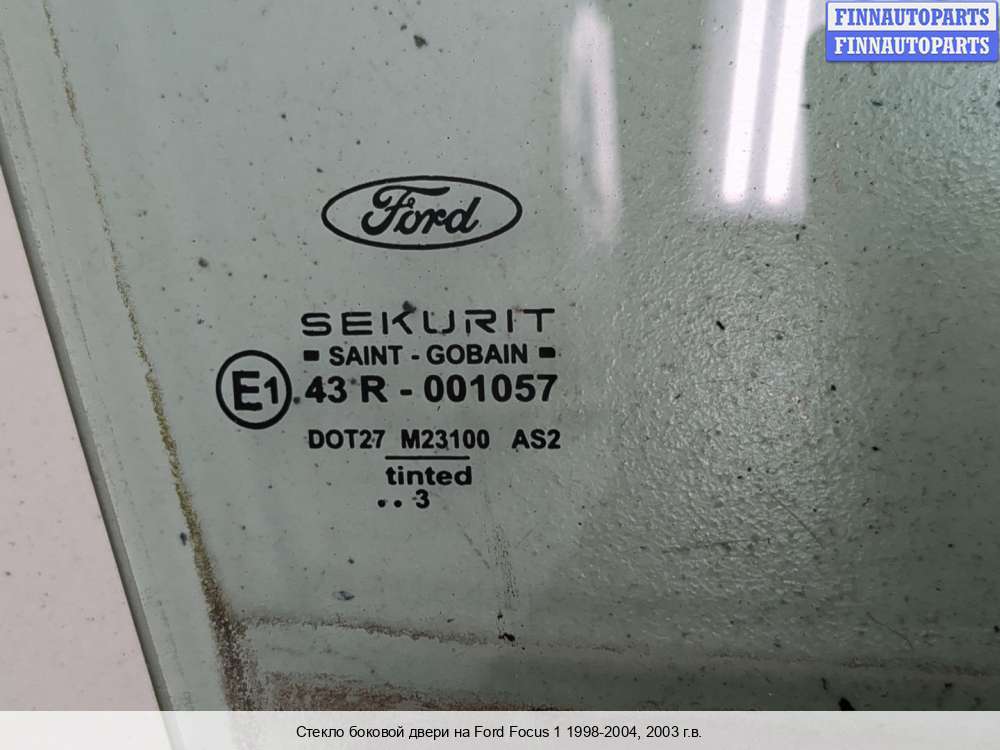 FINNAUTOPARTS
FINNAUTOPARTS
Ford
SEKURIT
SAINT - GOBAIN
E1 43 R - 001057
DOT27 M23100 AS2
tinted
.. 3
Стекло боковой двери на Ford Focus 1 1998-2004, 2003 г.в.